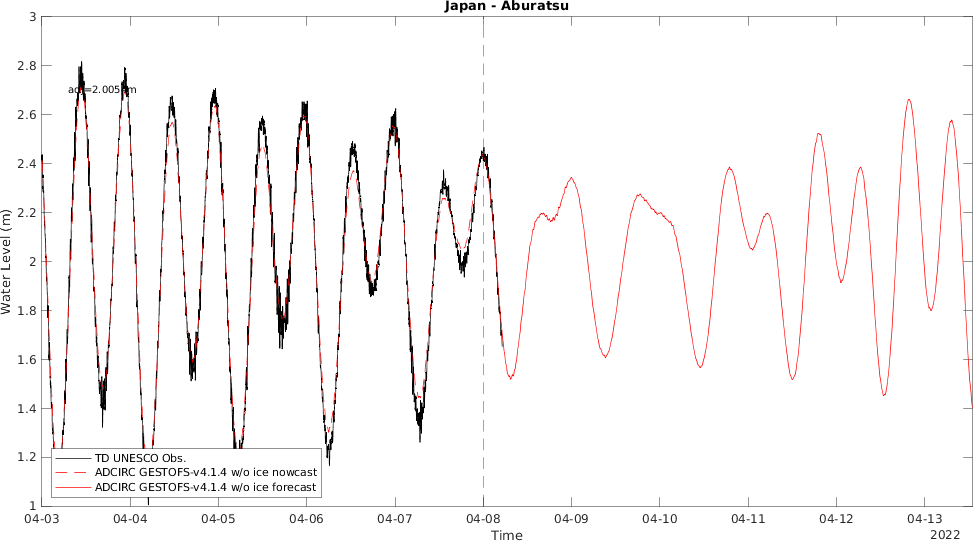 Japan - Aburatsu
3
2.8
2.6
2.4
2.2
2
1.8
1.6
1.4
1.2
1
Water Level (m)
TD UNESCO Obs.
ADCIRC GESTOFS-v4.1.4 w/o ice nowcast
ADCIRC GESTOFS-v4.1.4 w/o ice forecast
04-03 04-04 04-05 04-06 04-07 04-08 04-09 04-10 04-11 04-12 04-13
Time
2022